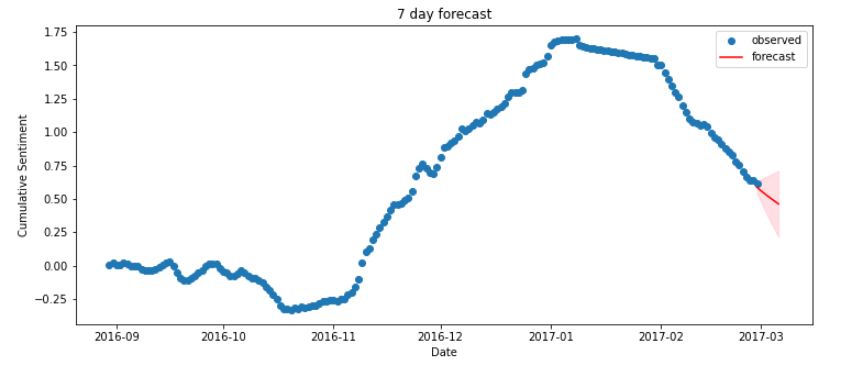 7 day forecast
observed
forecast
Cumulative Sentiment
1.75
1.50
1.25
1.00
0.75
0.50
0.25
0.00
−0.25
2016-09 2016-10 2016-11 2016-12 2017-01 2017-02 2017-03
Date